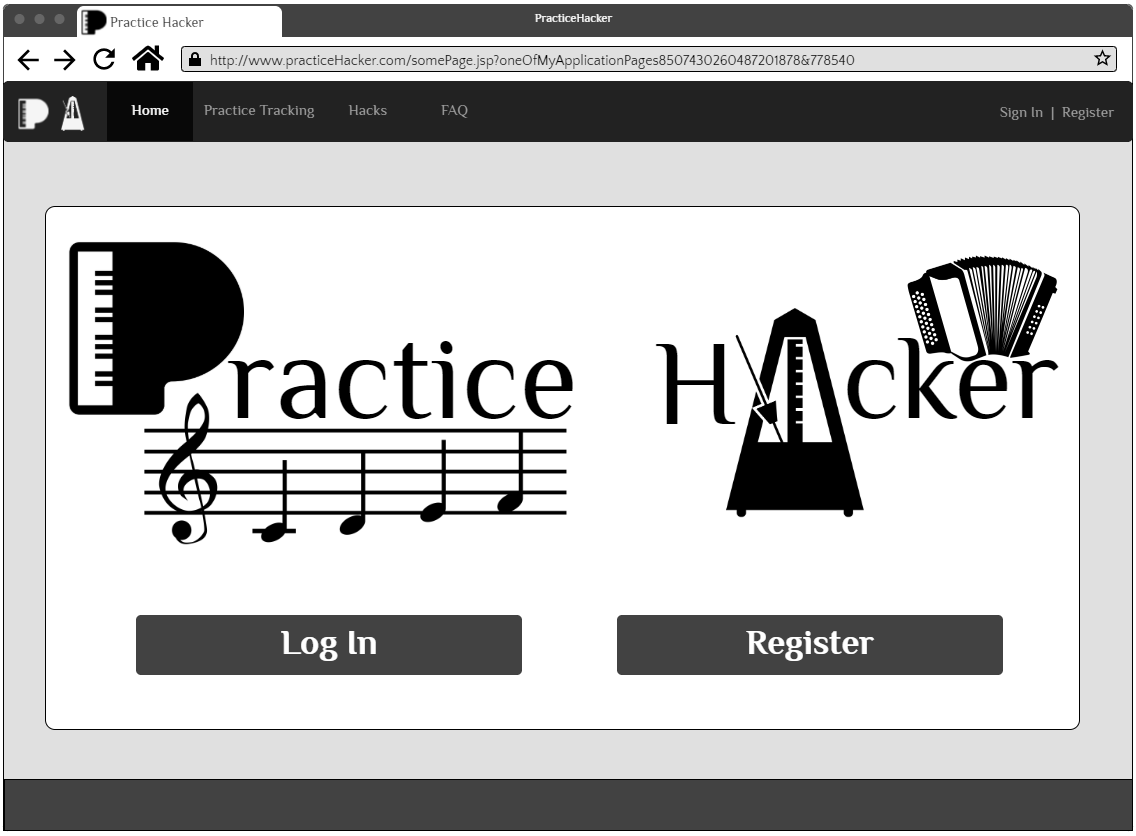 PracticeHacker
Practice Hacker
http://www.practiceHacker.com/somePage.jsp?oneOfMyApplicationPages8507430260487201878&778540
Home Practice Tracking Hacks FAQ Sign In | Register
Practice Hacker
Log In Register